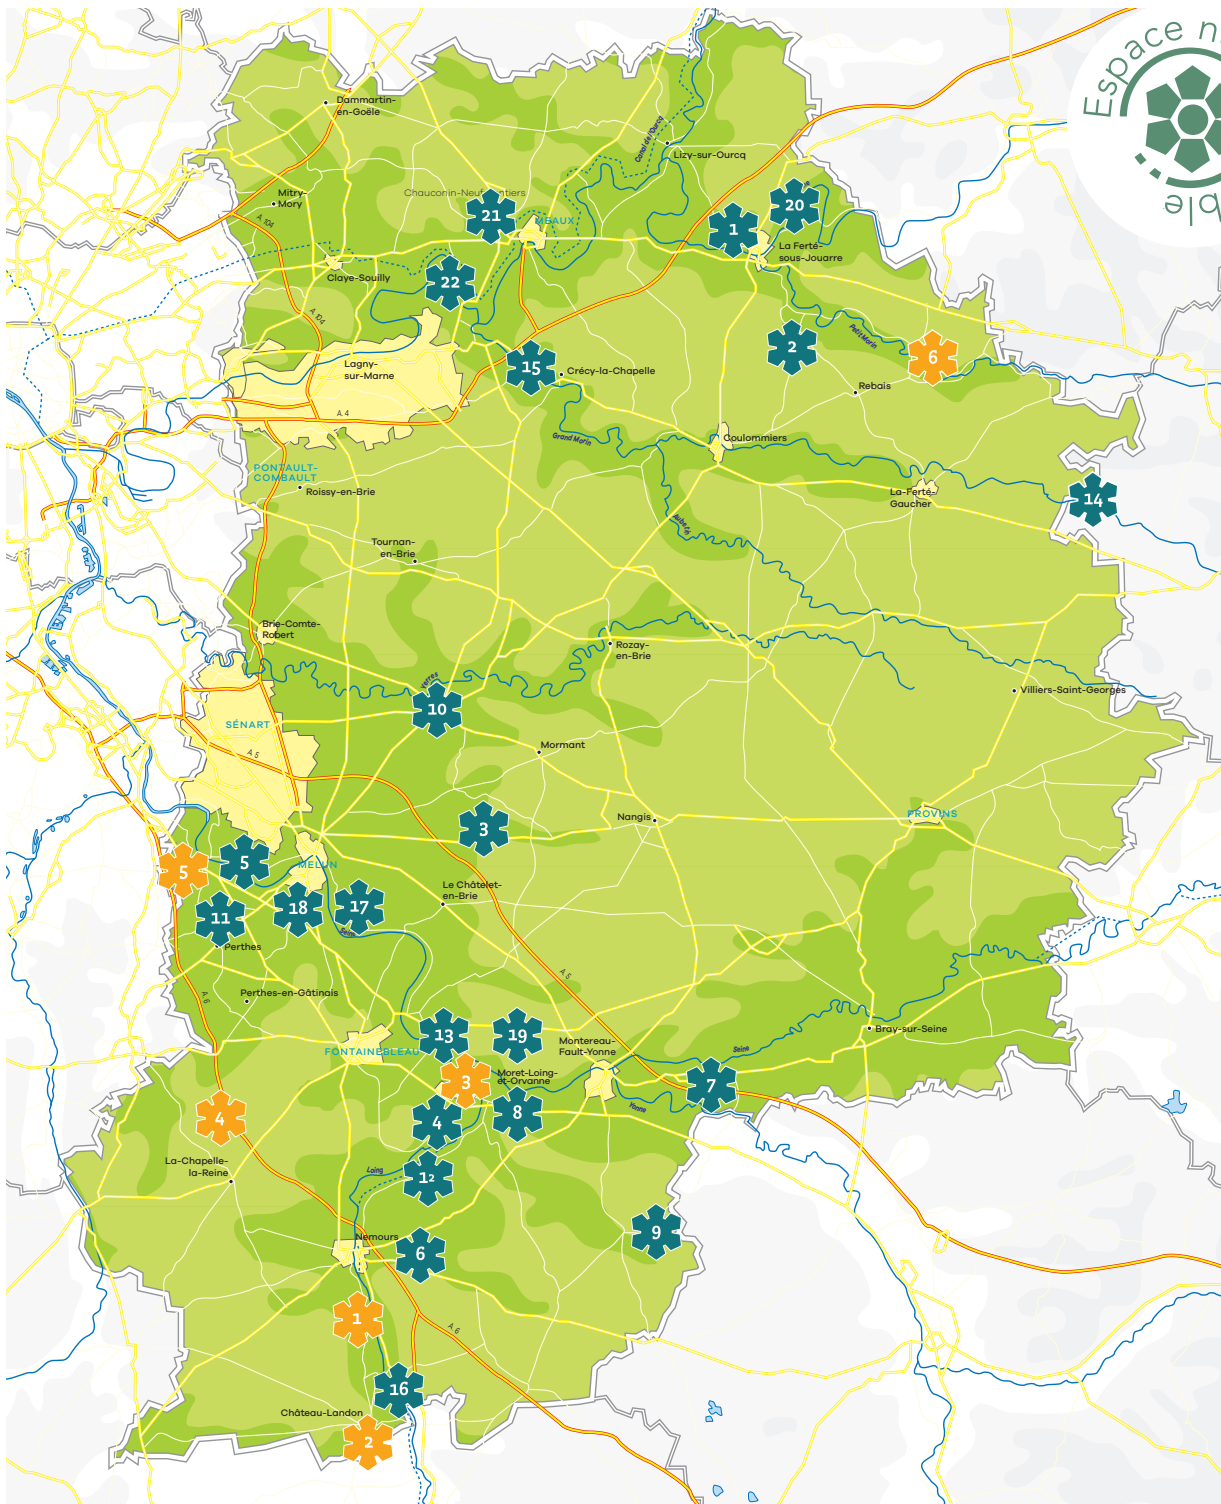 Espace n
ble
Dammartin-
en-Goële
Canal de l'Ourcq
Lizy-sur-Ourcq
Mitry-
Mory
Chauconin-Neufmontiers
A 104
21
MEAUX
1
20
La Ferté-
sous-Jouarre
Claye-Souilly
22
A 104
Petit Morin
2
6
Lagny-
sur-Marne
15
Crécy-la-Chapelle
Rebais
A 4
Grand Morin
Coulommiers
PONTAULT-
COMBAULT
Roissy-en-Brie
La-Ferté-
Gaucher
14
Aubetin
Tournan-
en-Brie
Brie-Comte-
Robert
Rozay-
en-Brie
Yerres
10
Villiers-Saint-Georges
SÉNART
A 5
Mormant
3
Nangis
PROVINS
5
5
MELUN
Le Châtelet-
en-Brie
11
18
17
Seine
Perthes
A 5
A 6
Perthes-en-Gâtinais
13
19
Bray-sur-Seine
FONTAINEBLEAU
Montereau-
Fault-Yonne
Seine
3
Moret-Loing-
et-Orvanne
7
4
4
8
Yonne
La-Chapelle-
la-Reine
Loing
12
9
Nemours
6
1
A 6
16
Château-Landon
2